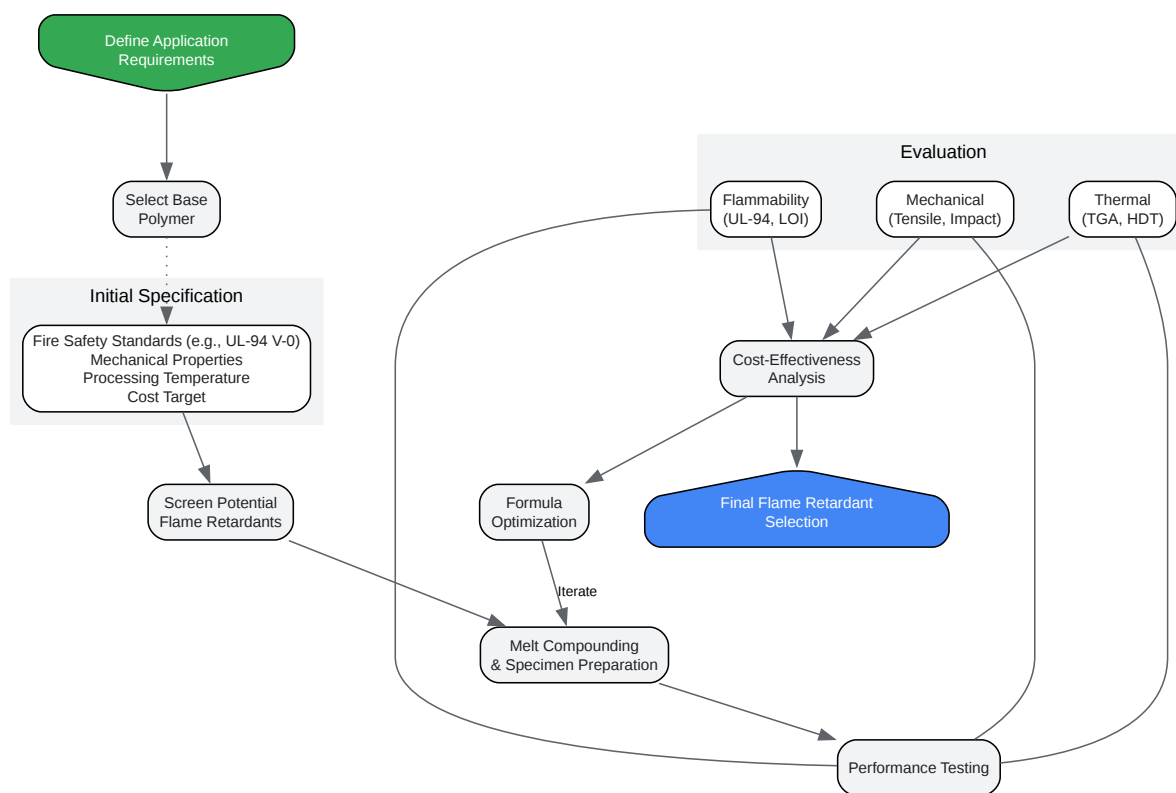 Define Application
Requirements
Select Base
Polymer
Initial Specification
Fire Safety Standards (e.g., UL-94 V-0)
Mechanical Properties
Processing Temperature
Cost Target
Screen Potential
Flame Retardants
Evaluation
Flammability
(UL-94, LOI)
Mechanical
(Tensile, Impact)
Thermal
(TGA, HDT)
Cost-Effectiveness
Analysis
Formula
Optimization
Final Flame Retardant
Selection
Iterate
Melt Compounding
& Specimen Preparation
Performance Testing